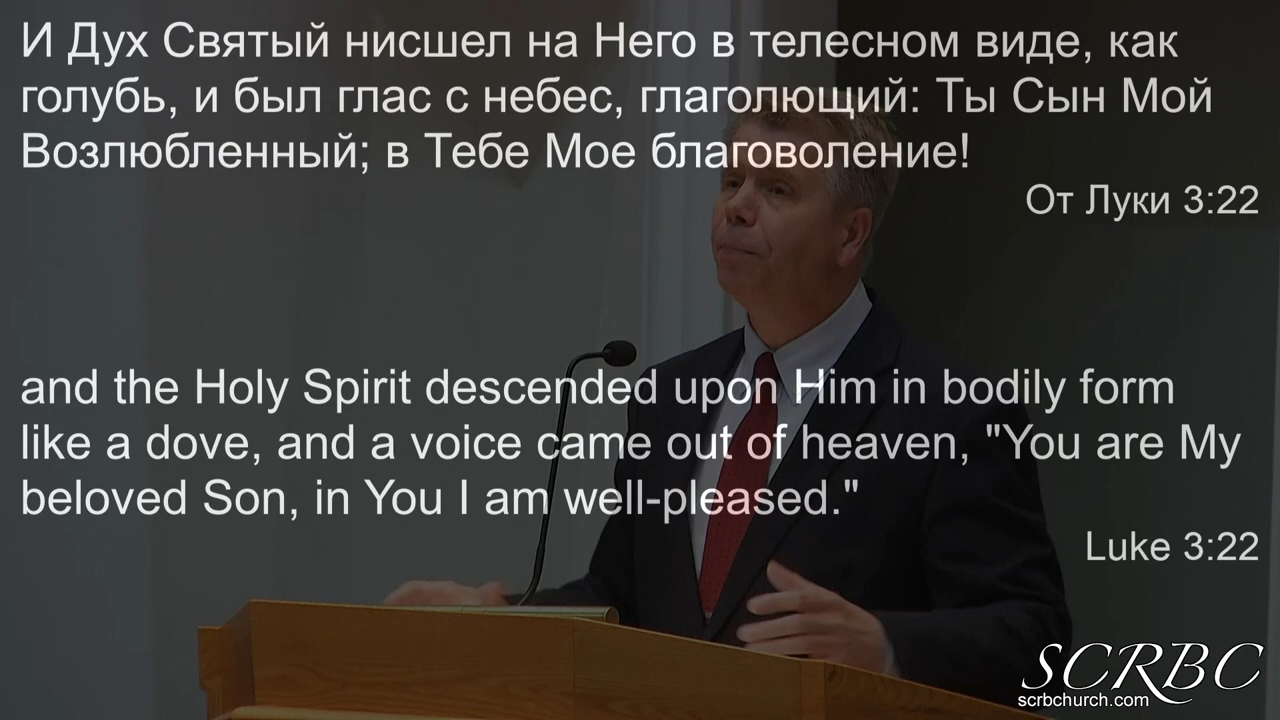 И Дух Святый нисшел на Него в телесном виде, как
голубь, и был глас с небес, глаголющий: Ты Сын Мой
Возлюбленный; в Тебе Мое благоволение!
От Луки 3:22
and the Holy Spirit descended upon Him in bodily form
like a dove, and a voice came out of heaven, "You are My
beloved Son, in You I am well-pleased."
Luke 3:22
SCRBC
scrbchurch.com